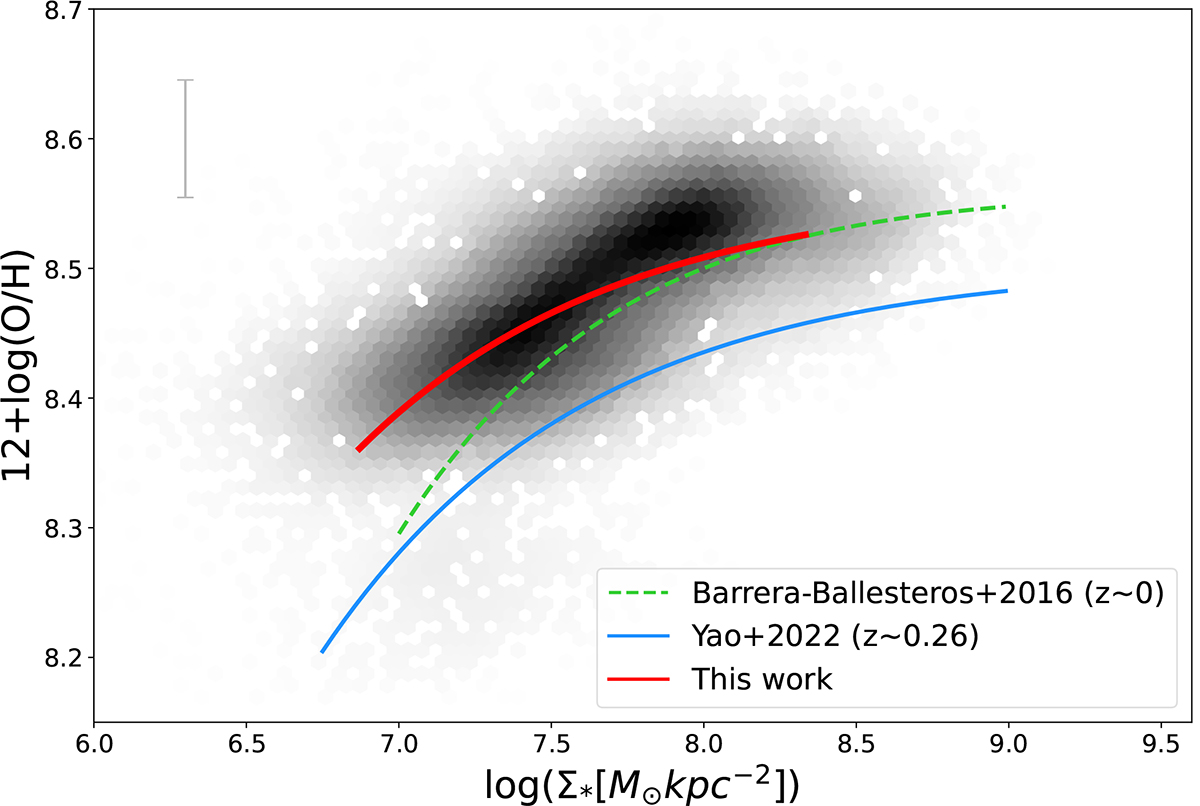 8.7
8.6
8.5
8.4
8.3
8.2
12+log(O/H)
Barrera-Ballesteros+2016 (z~0)
Yao+2022 (z~0.26)
This work
6.0 6.5 7.0 7.5 8.0 8.5 9.0 9.5
log(Σ*[M⊙kpc⁻²])